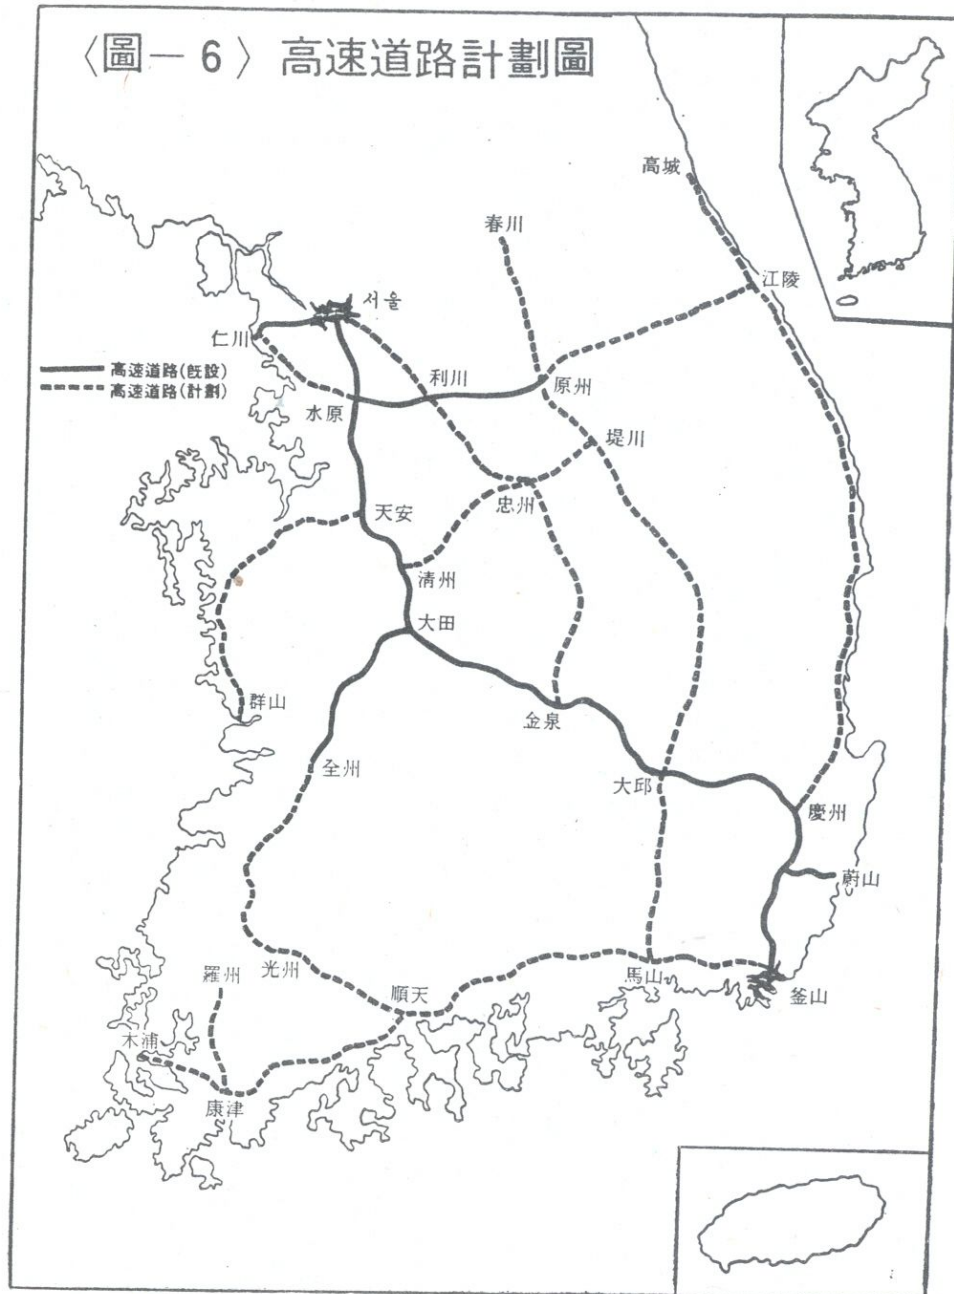 〈圖－6〉高速道路計劃圖
高城
春川
江陵
서울
仁川
高速道路(旣設)
高速道路(計劃)
利川
原州
水原
堤川
忠州
天安
淸州
大田
群山
金泉
全州
大邱
慶州
蔚山
光州
羅州
馬山
順天
釜山
木浦
康津